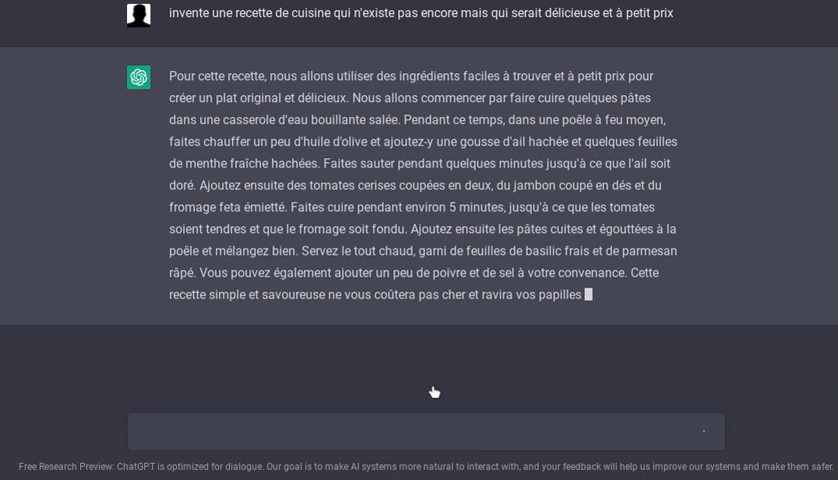 invente une recette de cuisine qui n'existe pas encore mais qui serait délicieuse et à petit prix
Pour cette recette, nous allons utiliser des ingrédients faciles à trouver et à petit prix pour
créer un plat original et délicieux. Nous allons commencer par faire cuire quelques pâtes
dans une casserole d'eau bouillante salée. Pendant ce temps, dans une poêle à feu moyen,
faites chauffer un peu d'huile d'olive et ajoutez-y une gousse d'ail hachée et quelques feuilles
de menthe fraîche hachées. Faites sauter pendant quelques minutes jusqu'à ce que l'ail soit
doré. Ajoutez ensuite des tomates cerises coupées en deux, du jambon coupé en dés et du
fromage feta émietté. Faites cuire pendant environ 5 minutes, jusqu'à ce que les tomates
soient tendres et que le fromage soit fondu. Ajoutez ensuite les pâtes cuites et égouttées à la
poêle et mélangez bien. Servez le tout chaud, garni de feuilles de basilic frais et de parmesan
râpé. Vous pouvez également ajouter un peu de poivre et de sel à votre convenance. Cette
recette simple et savoureuse ne vous coûtera pas cher et ravira vos papilles
Free Research Preview: ChatGPT is optimized for dialogue. Our goal is to make AI systems more natural to interact with, and your feedback will help us improve our systems and make them safer.